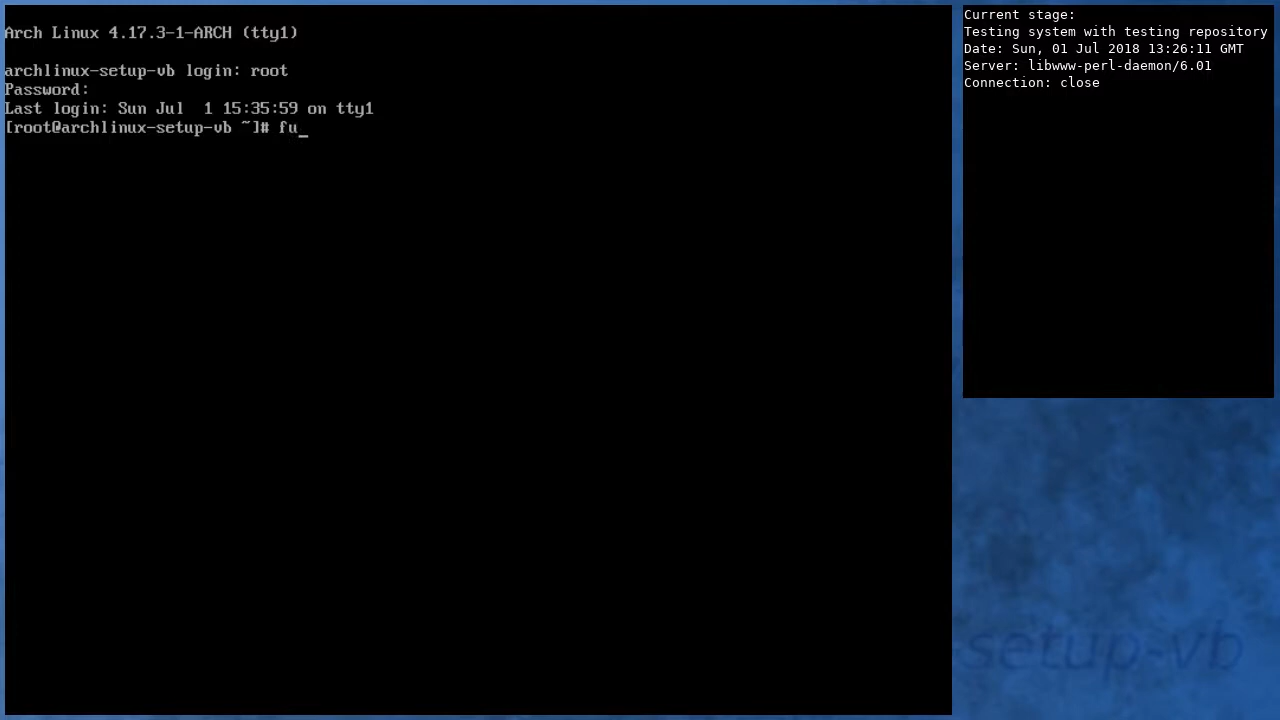 Arch Linux 4.17.3-1-ARCH (tty1)
archlinux-setup-vb login: root
Password:
Last login: Sun Jul  1 15:35:59 on tty1
[root@archlinux-setup-vb ~]# fu_
Current stage:
Testing system with testing repository
Date: Sun, 01 Jul 2018 13:26:11 GMT
Server: libwww-perl-daemon/6.01
Connection: close
setup-vb